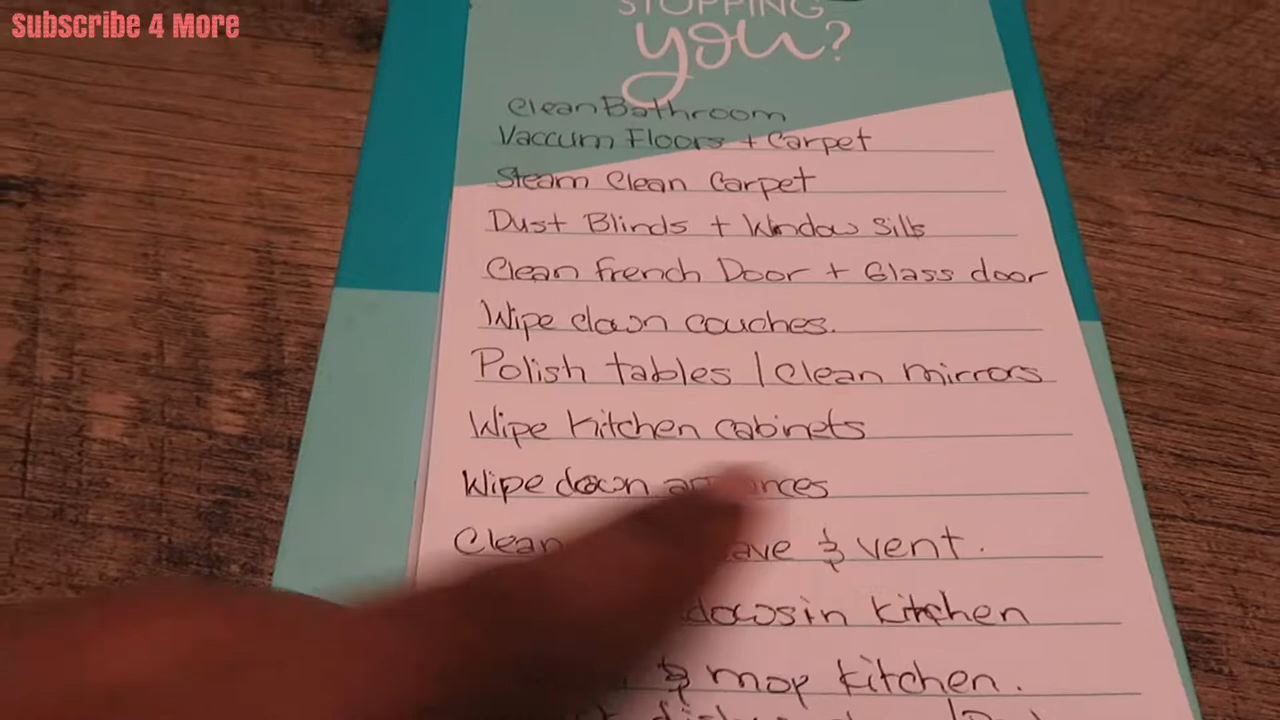 Subscribe 4 More
STOPPING
you?
Clean Bathroom
Vaccum Floors + Carpet
Steam Clean Carpet
Dust Blinds + Window Sills
Clean French Door + Glass door
Wipe down couches.
Polish tables / Clean mirrors
Wipe Kitchen cabinets
Wipe down
Clean & vent.
in kitchen
& mop kitchen.